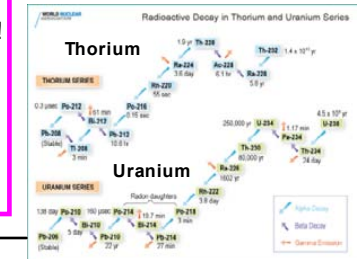 !
WORLD NUCLEAR
ASSOCIATION
Radioactive Decay in Thorium and Uranium Series
Thorium
THORIUM SERIES
1.9 yr Th-228
Th-232 1.4 x 10¹⁰ yr
Ra-224
3.6 day
Ac-228
6.1 hr
Ra-228
5.8 yr
Rn-220
55 sec
0.3 µsec Po-212
61 min
Bi-212
Po-216
0.15 sec
Pb-208
(Stable)
Pb-212
10.6 hr
Tl-208
3 min
Uranium
URANIUM SERIES
250,000 yr U-234
U-238
1.17 min
Pa-234
Th-230
80,000 yr
Th-234
24 day
Ra-226
1602 yr
Radon daughters
Rn-222
3.8 day
138 day Po-210
160 µsec Po-214
19.7 min
Po-218
3 min
Bi-210
5 day
Bi-214
Pb-206
(Stable)
Pb-210
22 yr
Pb-214
27 min
Alpha Decay
Beta Decay
Gamma Emission